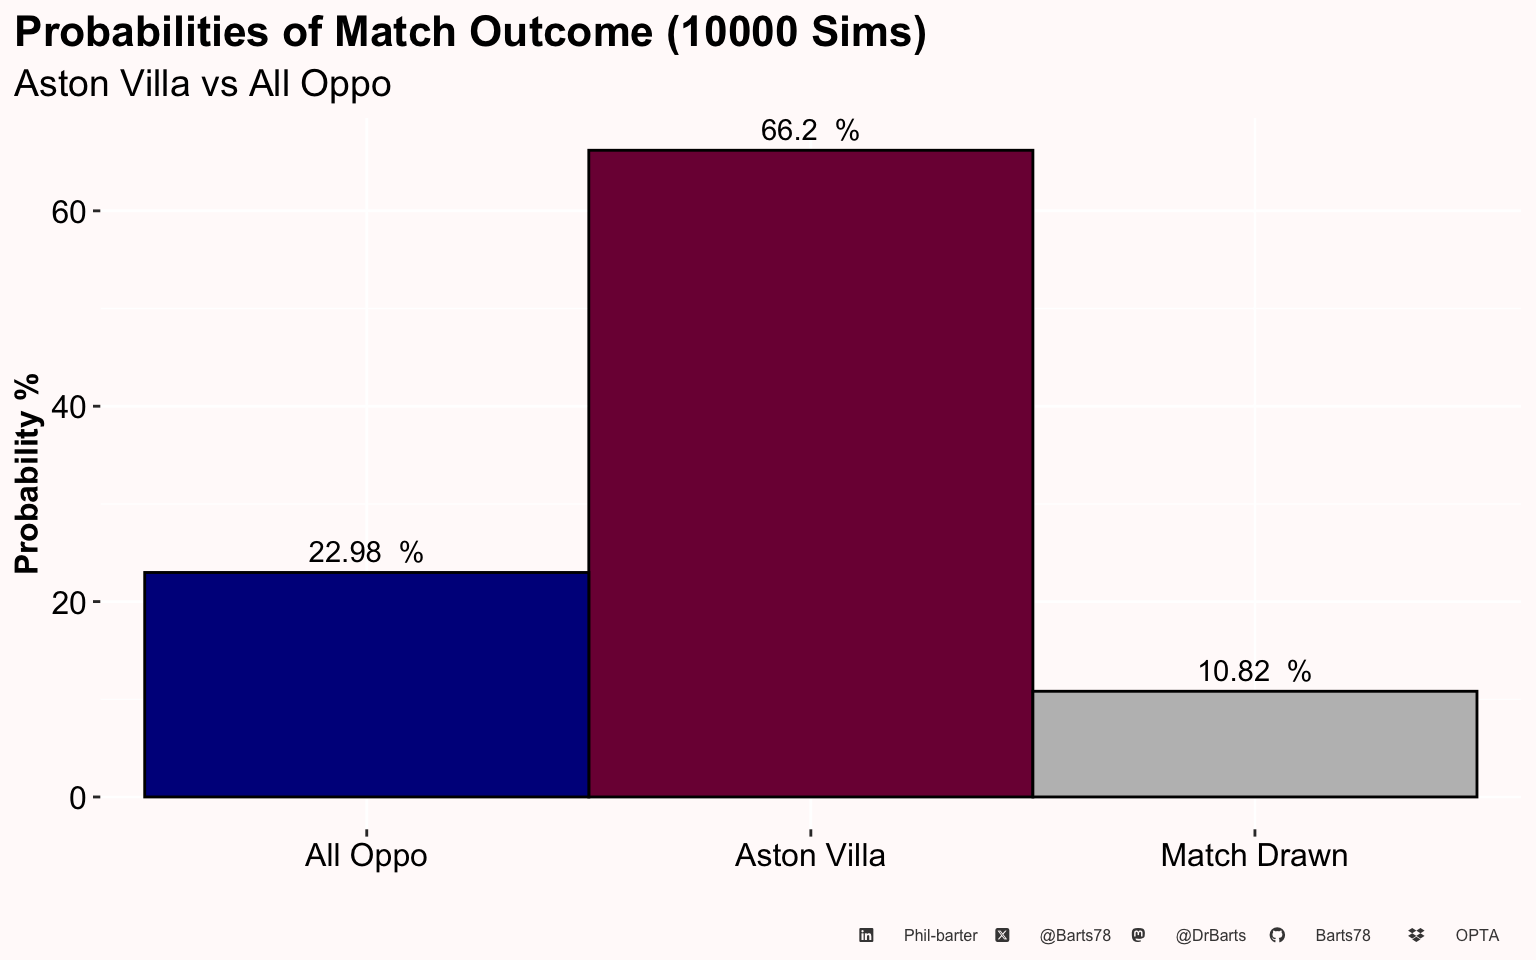 Probabilities of Match Outcome (10000 Sims)
Aston Villa vs All Oppo
66.2 %
60
Probability %
40
22.98 %
20
10.82 %
0
All Oppo Aston Villa Match Drawn
Phil-barter @Barts78 @DrBarts Barts78 OPTA